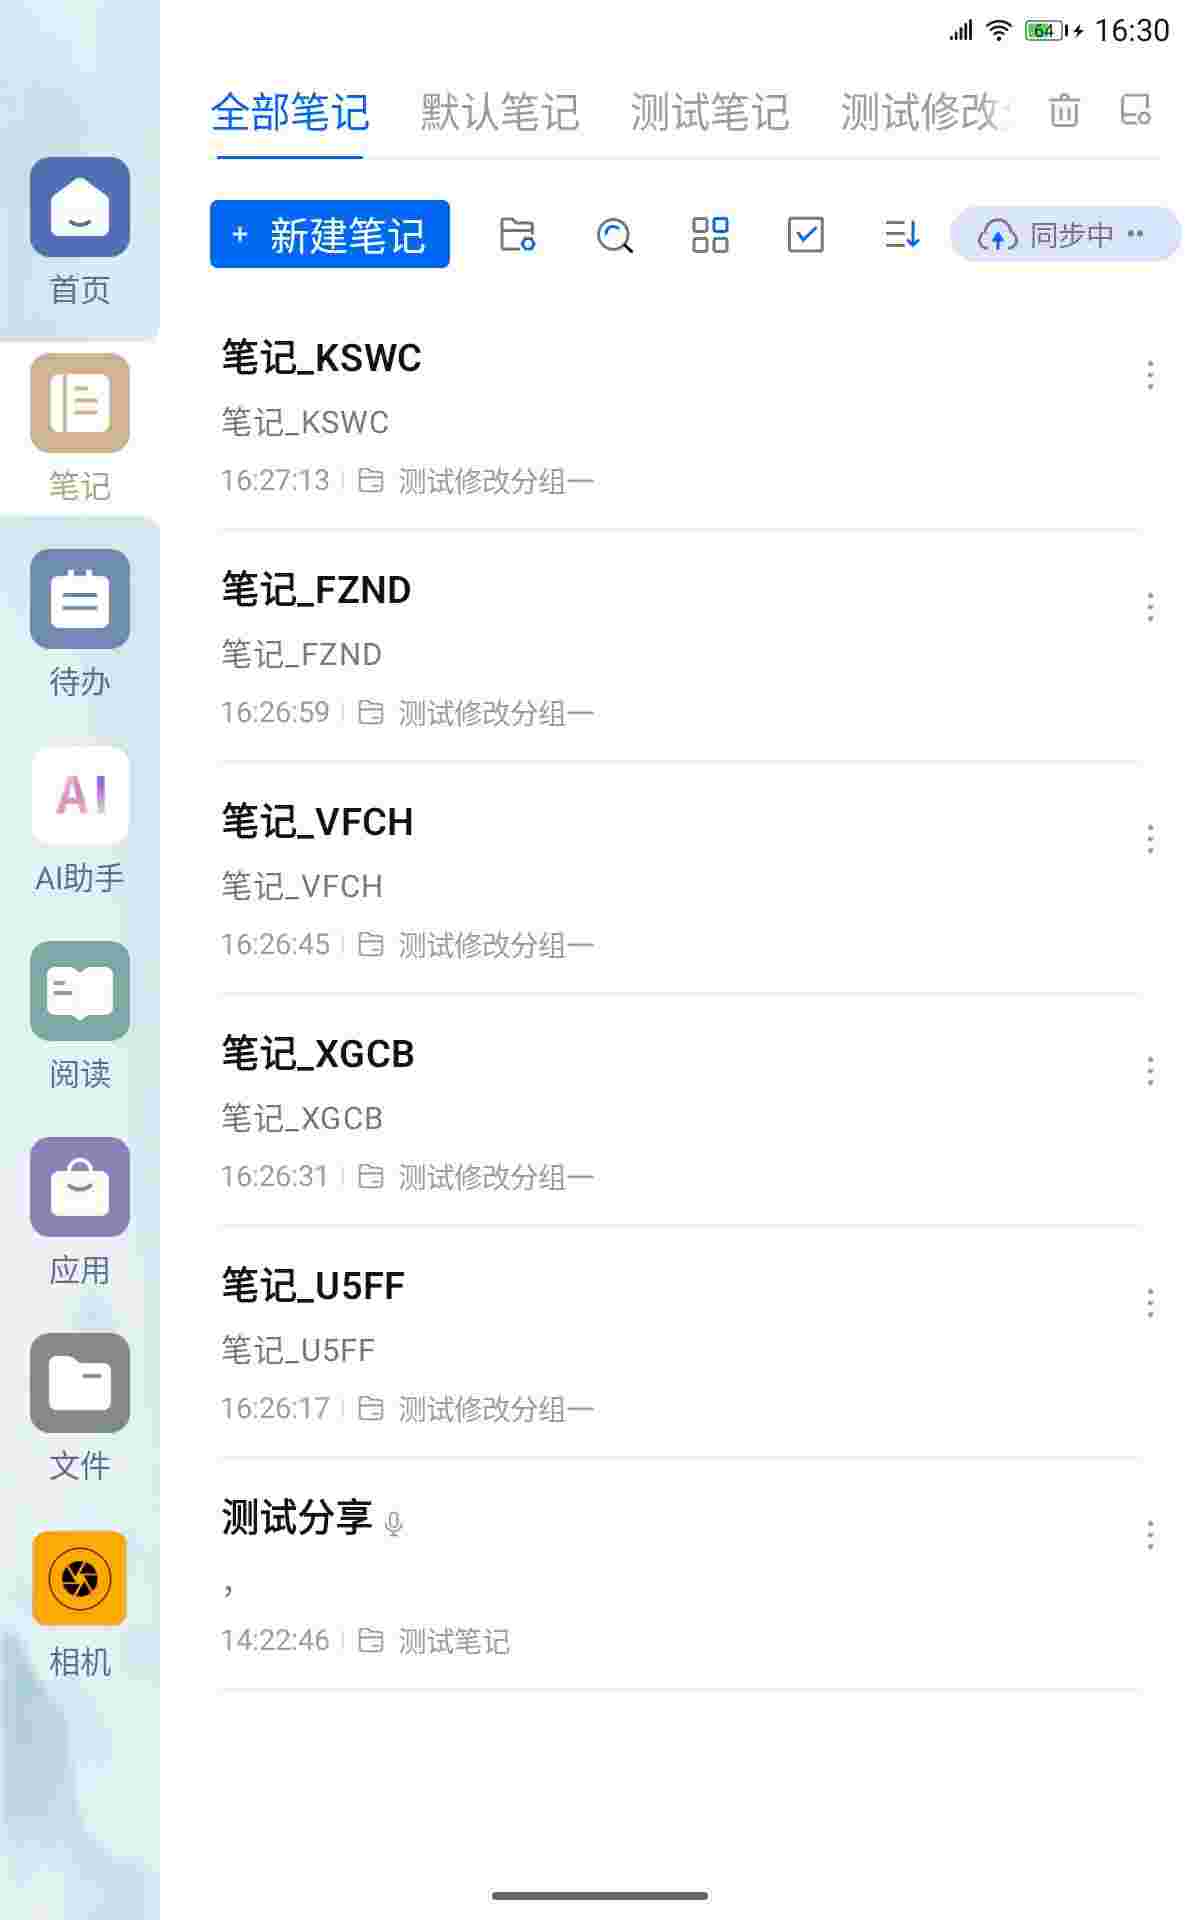 64 16:30
全部笔记 默认笔记 测试笔记 测试修改
+ 新建笔记 同步中 ••
首页
笔记
待办
AI
AI助手
阅读
应用
文件
相机
笔记_KSWC
笔记_KSWC
16:27:13 测试修改分组一
笔记_FZND
笔记_FZND
16:26:59 测试修改分组一
笔记_VFCH
笔记_VFCH
16:26:45 测试修改分组一
笔记_XGCB
笔记_XGCB
16:26:31 测试修改分组一
笔记_U5FF
笔记_U5FF
16:26:17 测试修改分组一
测试分享
，
14:22:46 测试笔记